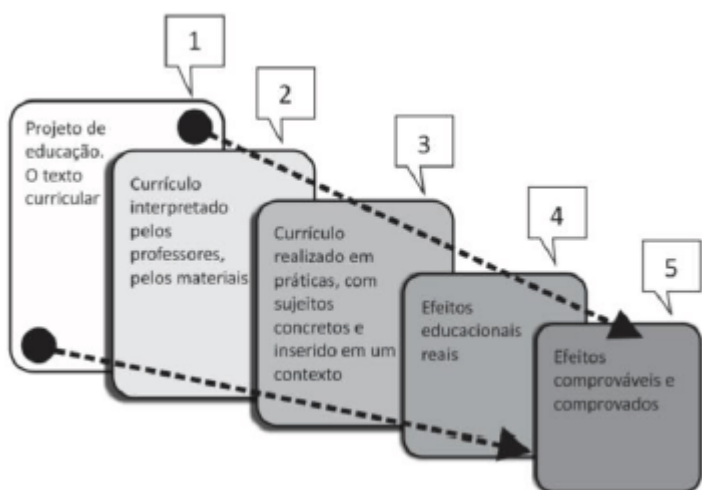 1
Projeto de
educação.
O texto
curricular
2
Currículo
interpretado
pelos
professores,
pelos materiais
3
Currículo
realizado em
práticas, com
sujeitos
concretos e
inserido em um
contexto
4
Efeitos
educacionais
reais
5
Efeitos
comprováveis e
comprovados